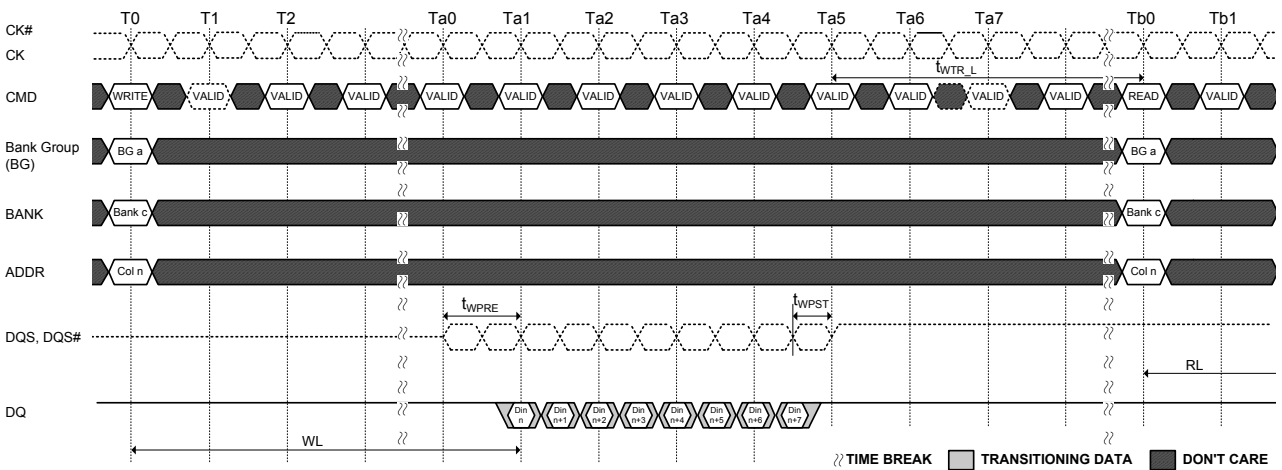 T0 T1 T2 Ta0 Ta1 Ta2 Ta3 Ta4 Ta5 Ta6 Ta7 Tb0 Tb1
CK#
CK
tWTR_L
CMD WRITE VALID VALID VALID VALID VALID VALID VALID VALID VALID VALID VALID VALID READ VALID
Bank Group
(BG)
BG a BG a
BANK Bank c Bank c
ADDR Col n Col n
tWPRE tWPST
DQS, DQS#
RL
DQ Din n Din n+1 Din n+2 Din n+3 Din n+4 Din n+5 Din n+6 Din n+7
WL
TIME BREAK TRANSITIONING DATA DON'T CARE